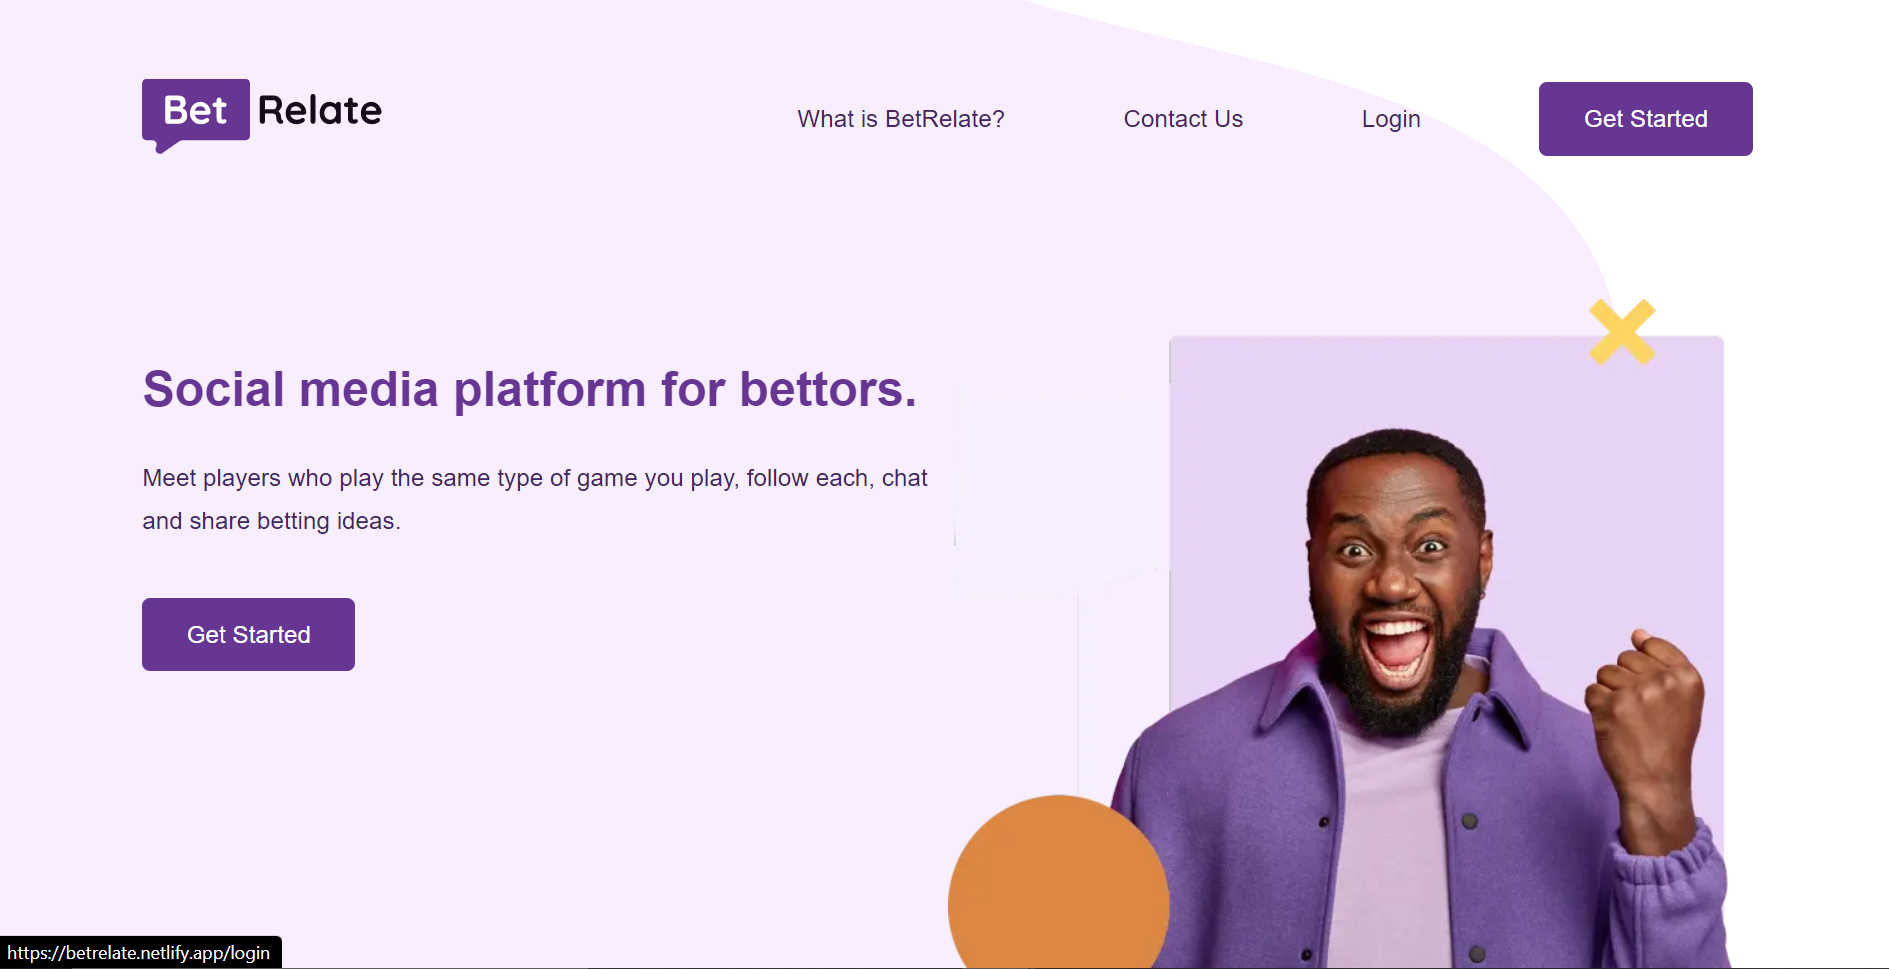 Bet Relate
What is BetRelate?
Contact Us
Login
Get Started
Social media platform for bettors.
Meet players who play the same type of game you play, follow each, chat
and share betting ideas.
Get Started
https://betrelate.netlify.app/login